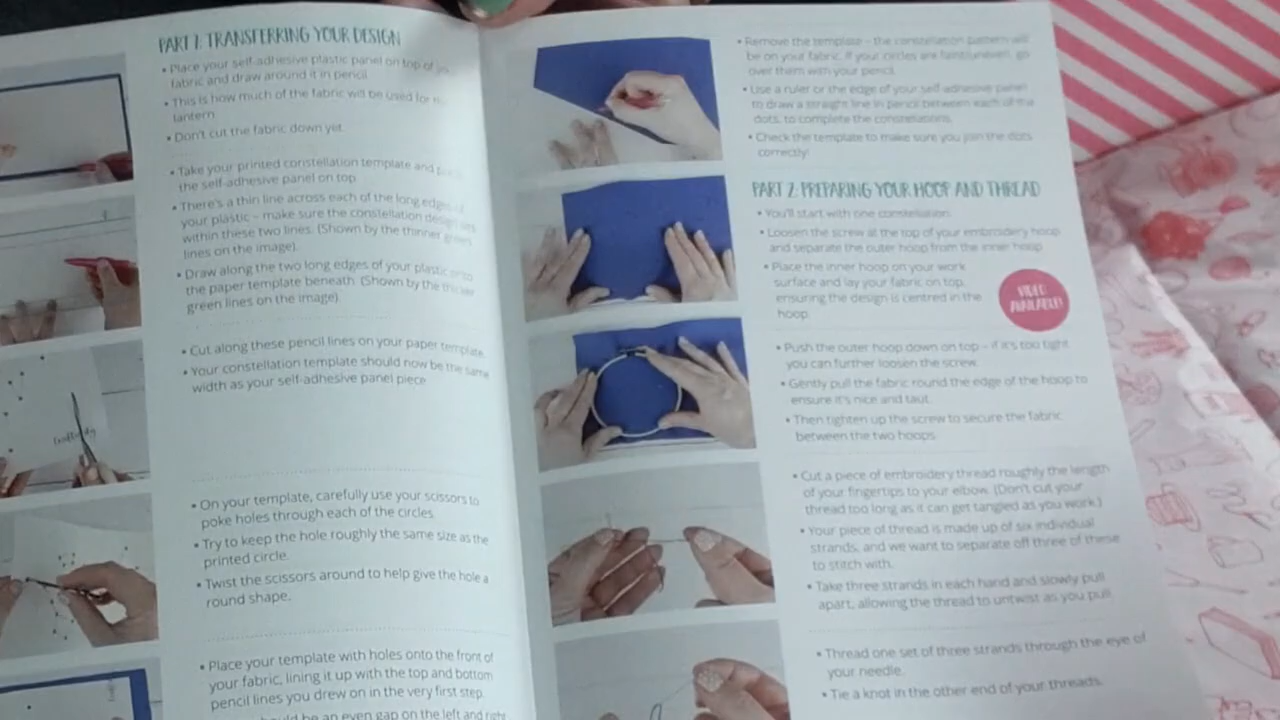 PART 1: TRANSFERRING YOUR DESIGN
• Place your self-adhesive plastic panel on top of
fabric and draw around it in pencil.
• This is how much of the fabric will be used for
lantern.
• Don't cut the fabric down yet.
• Take your printed constellation template and
the self-adhesive panel on top.
• There's a thin line across each of the long edges of
your plastic – make sure the constellation design
within these two lines. (Shown by the thinner green
lines on the image).
• Draw along the two long edges of your plastic onto
the paper template beneath. (Shown by the
green lines on the image)
• Cut along these pencil lines on your paper template.
• Your constellation template should now be the same
width as your self-adhesive panel piece.
• On your template, carefully use your scissors to
poke holes through each of the circles.
• Try to keep the hole roughly the same size as the
printed circle.
• Twist the scissors around to help give the hole a
round shape.
• Place your template with holes onto the front of
your fabric, lining it up with the top and bottom
pencil lines you drew on in the very first step.
should be an even gap on the left and right
• Remove the template – the constellation pattern will
be on your fabric. If your circles are faint/uneven, go
over them with your pencil.
• Use a ruler or the edge of your self-adhesive panel
to draw a straight line in pencil between each of the
dots, to complete the constellations.
• Check the template to make sure you join the dots
correctly!
PART 2: PREPARING YOUR HOOP AND THREAD
• You'll start with one constellation.
• Loosen the screw at the top of your embroidery hoop
and separate the outer hoop from the inner hoop.
• Place the inner hoop on your work
surface and lay your fabric on top,
ensuring the design is centred in the
hoop.
VIDEO
AVAILABLE!
• Push the outer hoop down on top – if it's too tight
you can further loosen the screw.
• Gently pull the fabric round the edge of the hoop to
ensure it's nice and taut.
• Then tighten up the screw to secure the fabric
between the two hoops.
• Cut a piece of embroidery thread roughly the length
of your fingertips to your elbow. (Don't cut your
thread too long as it can get tangled as you work.)
• Your piece of thread is made up of six individual
strands, and we want to separate off three of these
to stitch with.
• Take three strands in each hand and slowly pull
apart, allowing the thread to untwist as you pull.
• Thread one set of three strands through the eye of
your needle.
• Tie a knot in the other end of your threads.